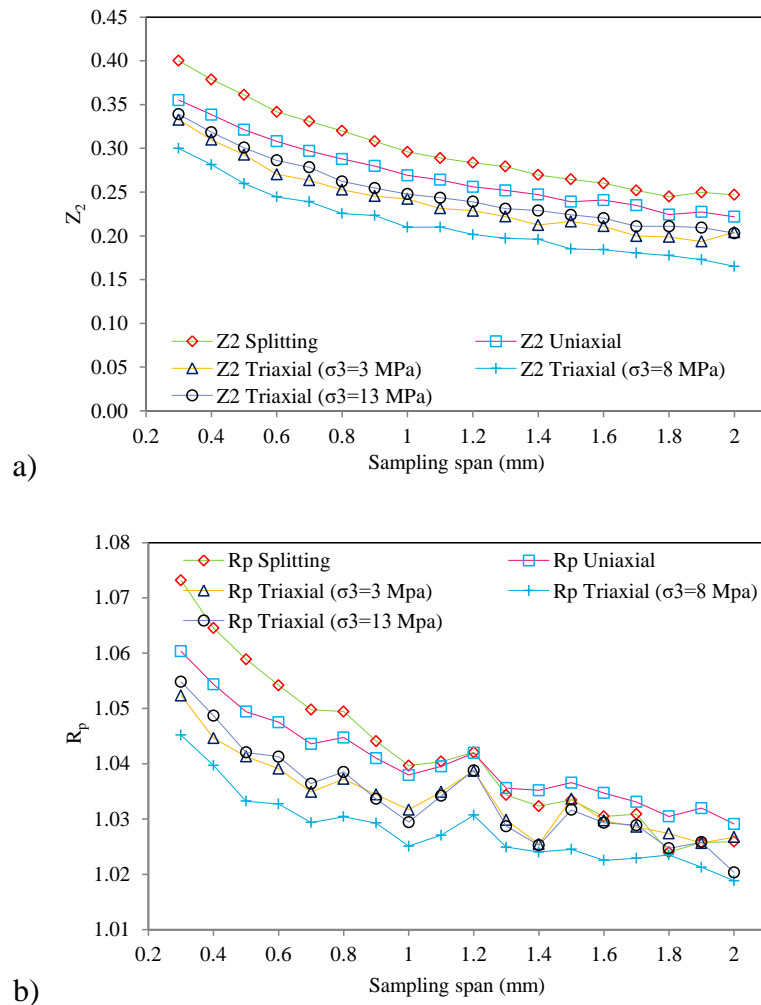 0.45
0.40
0.35
0.30
0.25
0.20
0.15
0.10
0.05
0.00
Z2
Z2 Splitting
Z2 Uniaxial
Z2 Triaxial (σ3=3 MPa)
Z2 Triaxial (σ3=8 MPa)
Z2 Triaxial (σ3=13 MPa)
0.2 0.4 0.6 0.8 1 1.2 1.4 1.6 1.8 2
Sampling span (mm)
a)
1.08
1.07
1.06
1.05
1.04
1.03
1.02
1.01
Rp
Rp Splitting
Rp Uniaxial
Rp Triaxial (σ3=3 Mpa)
Rp Triaxial (σ3=8 Mpa)
Rp Triaxial (σ3=13 Mpa)
0.2 0.4 0.6 0.8 1 1.2 1.4 1.6 1.8 2
Sampling span (mm)
b)